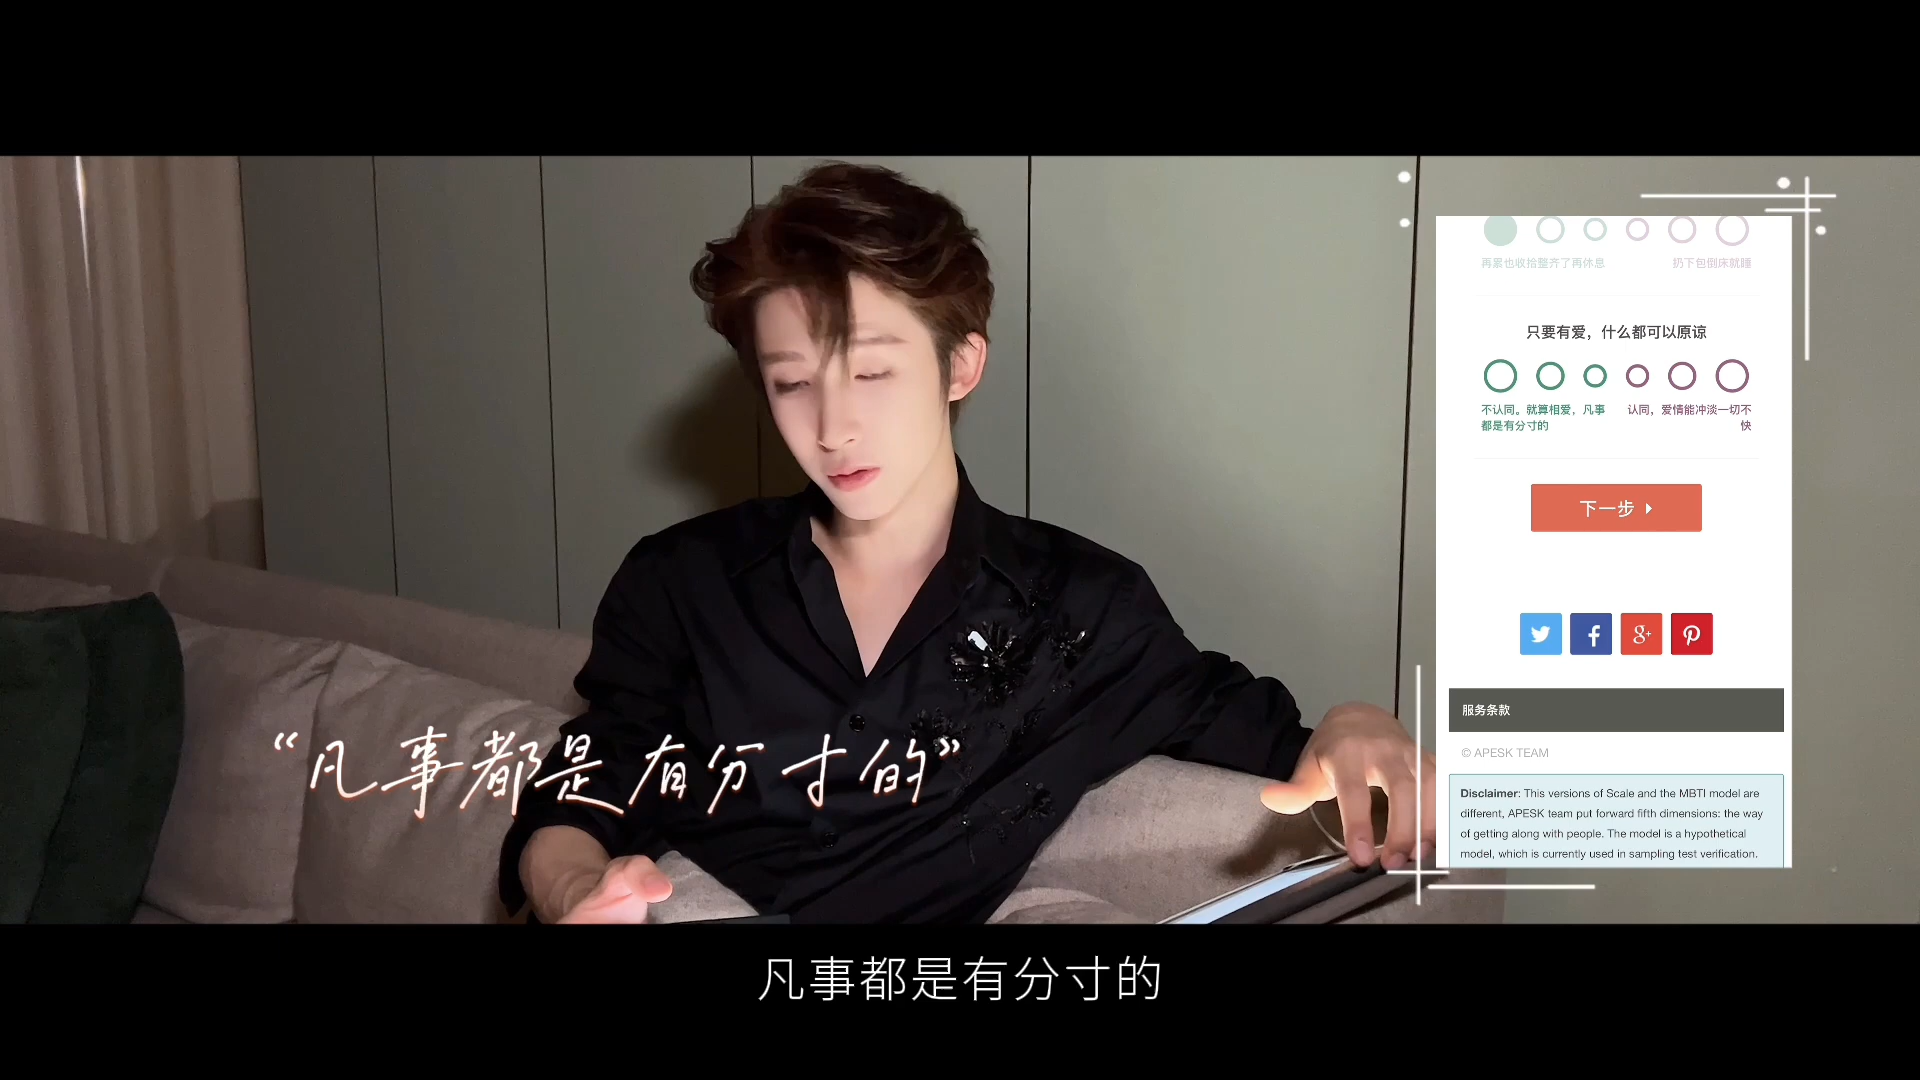 再累也收拾整齐了再休息
扔下包倒床就睡
只要有爱，什么都可以原谅
不认同。就算相爱，凡事
都是有分寸的
认同，爱情能冲淡一切不
快
下一步
g+
服务条款
© APESK TEAM
Disclaimer: This versions of Scale and the MBTI model are
different, APESK team put forward fifth dimensions: the way
of getting along with people. The model is a hypothetical
model, which is currently used in sampling test verification.
“凡事都是有分寸的”
凡事都是有分寸的